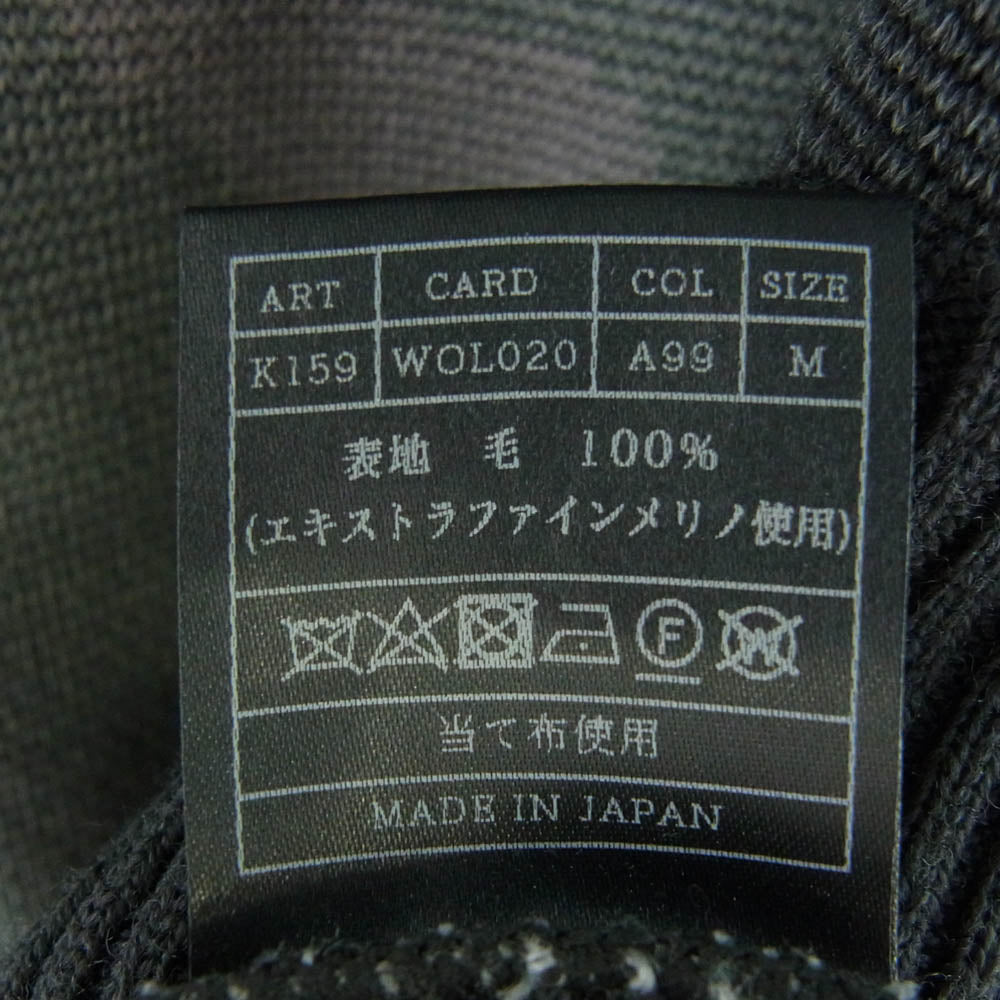 ART CARD COL SIZE
K159 WOL020 A99 M
表地 毛 100%
(エキストラファインメリノ使用)
F W
当て布使用
MADE IN JAPAN